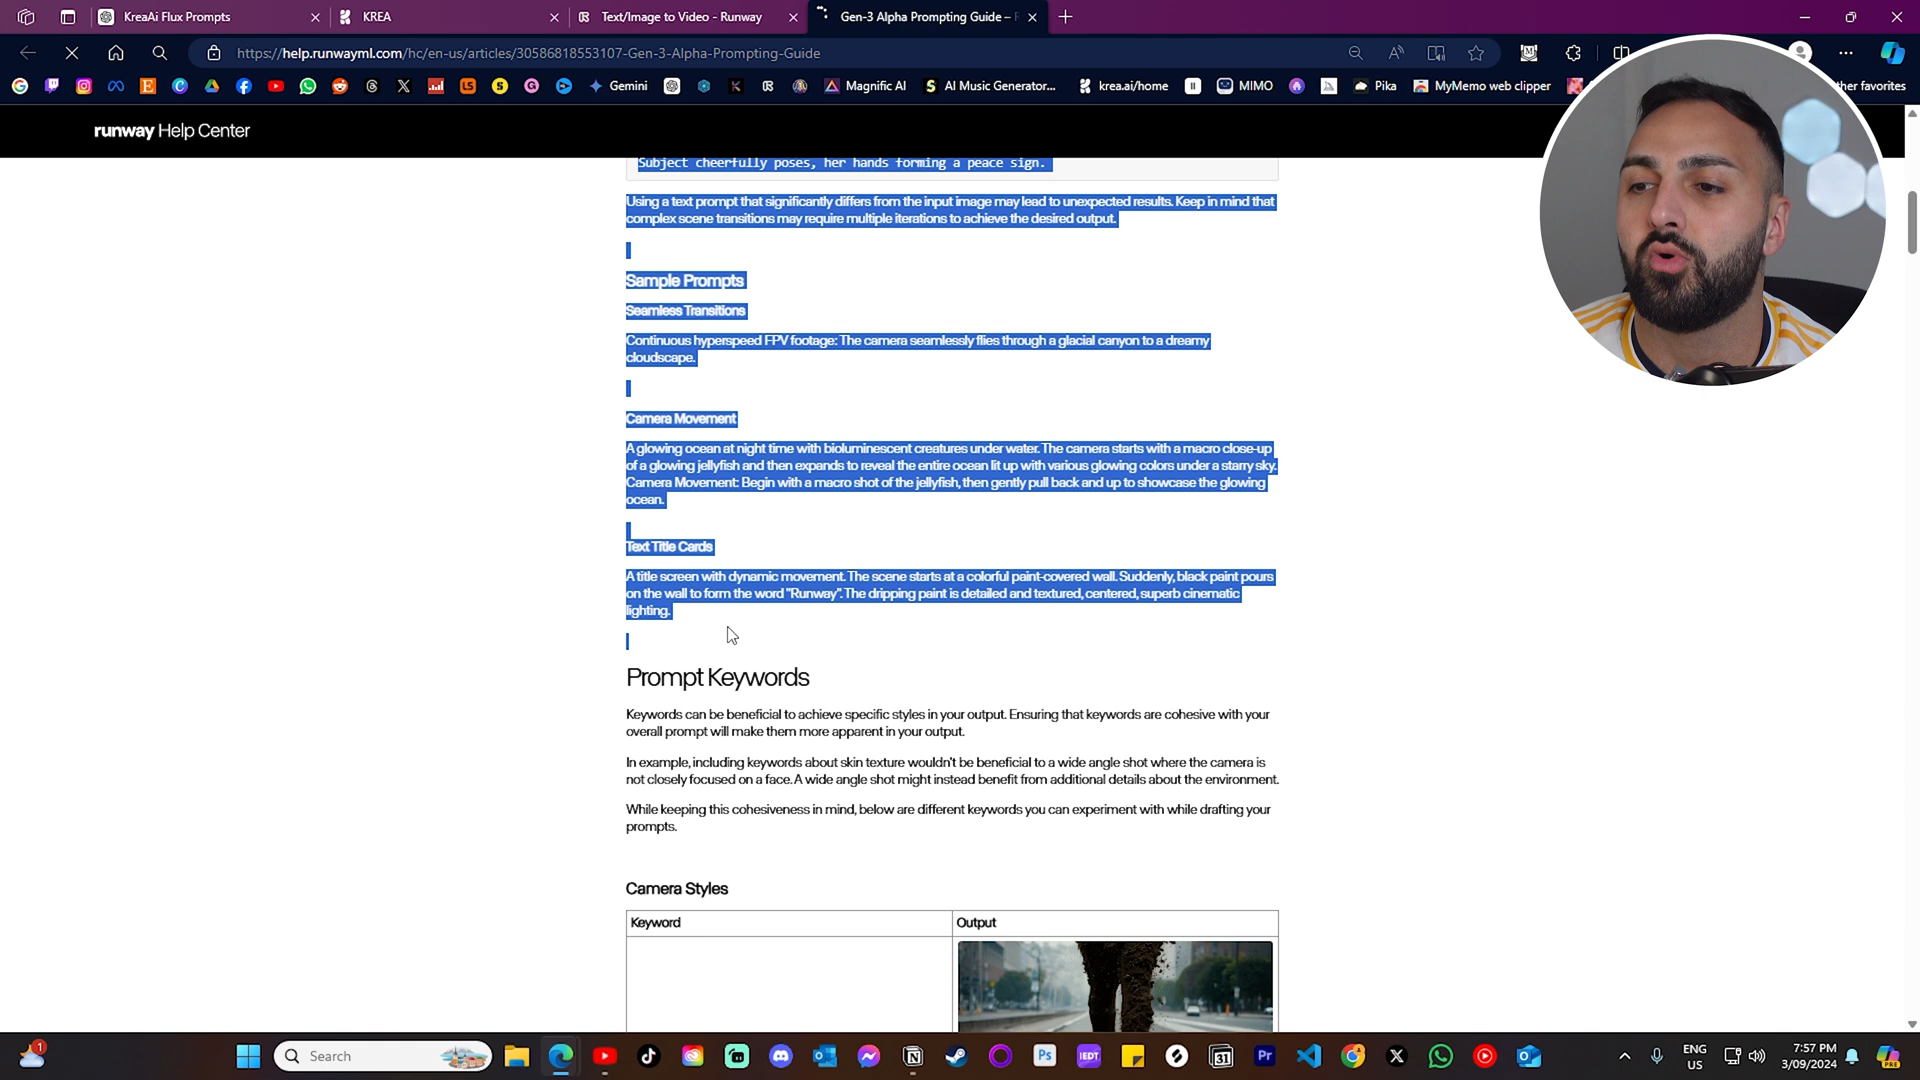 KreaAi Flux Prompts
KREA
Text/Image to Video - Runway
Gen-3 Alpha Prompting Guide –
https://help.runwayml.com/hc/en-us/articles/30586818553107-Gen-3-Alpha-Prompting-Guide
Gemini
Magnific AI
AI Music Generator...
krea.ai/home
MIMO
Pika
MyMemo web clipper
ther favorites
runway Help Center
Subject cheerfully poses, her hands forming a peace sign.
Using a text prompt that significantly differs from the input image may lead to unexpected results. Keep in mind that
complex scene transitions may require multiple iterations to achieve the desired output.
Sample Prompts
Seamless Transitions
Continuous hyperspeed FPV footage: The camera seamlessly flies through a glacial canyon to a dreamy
cloudscape.
Camera Movement
A glowing ocean at night time with bioluminescent creatures under water. The camera starts with a macro close-up
of a glowing jellyfish and then expands to reveal the entire ocean lit up with various glowing colors under a starry sky.
Camera Movement: Begin with a macro shot of the jellyfish, then gently pull back and up to showcase the glowing
ocean.
Text Title Cards
A title screen with dynamic movement. The scene starts at a colorful paint-covered wall. Suddenly, black paint pours
on the wall to form the word "Runway". The dripping paint is detailed and textured, centered, superb cinematic
lighting.
Prompt Keywords
Keywords can be beneficial to achieve specific styles in your output. Ensuring that keywords are cohesive with your
overall prompt will make them more apparent in your output.
In example, including keywords about skin texture wouldn't be beneficial to a wide angle shot where the camera is
not closely focused on a face. A wide angle shot might instead benefit from additional details about the environment.
While keeping this cohesiveness in mind, below are different keywords you can experiment with while drafting your
prompts.
Camera Styles
Keyword
Output
Search
ENG
US
7:57 PM
3/09/2024